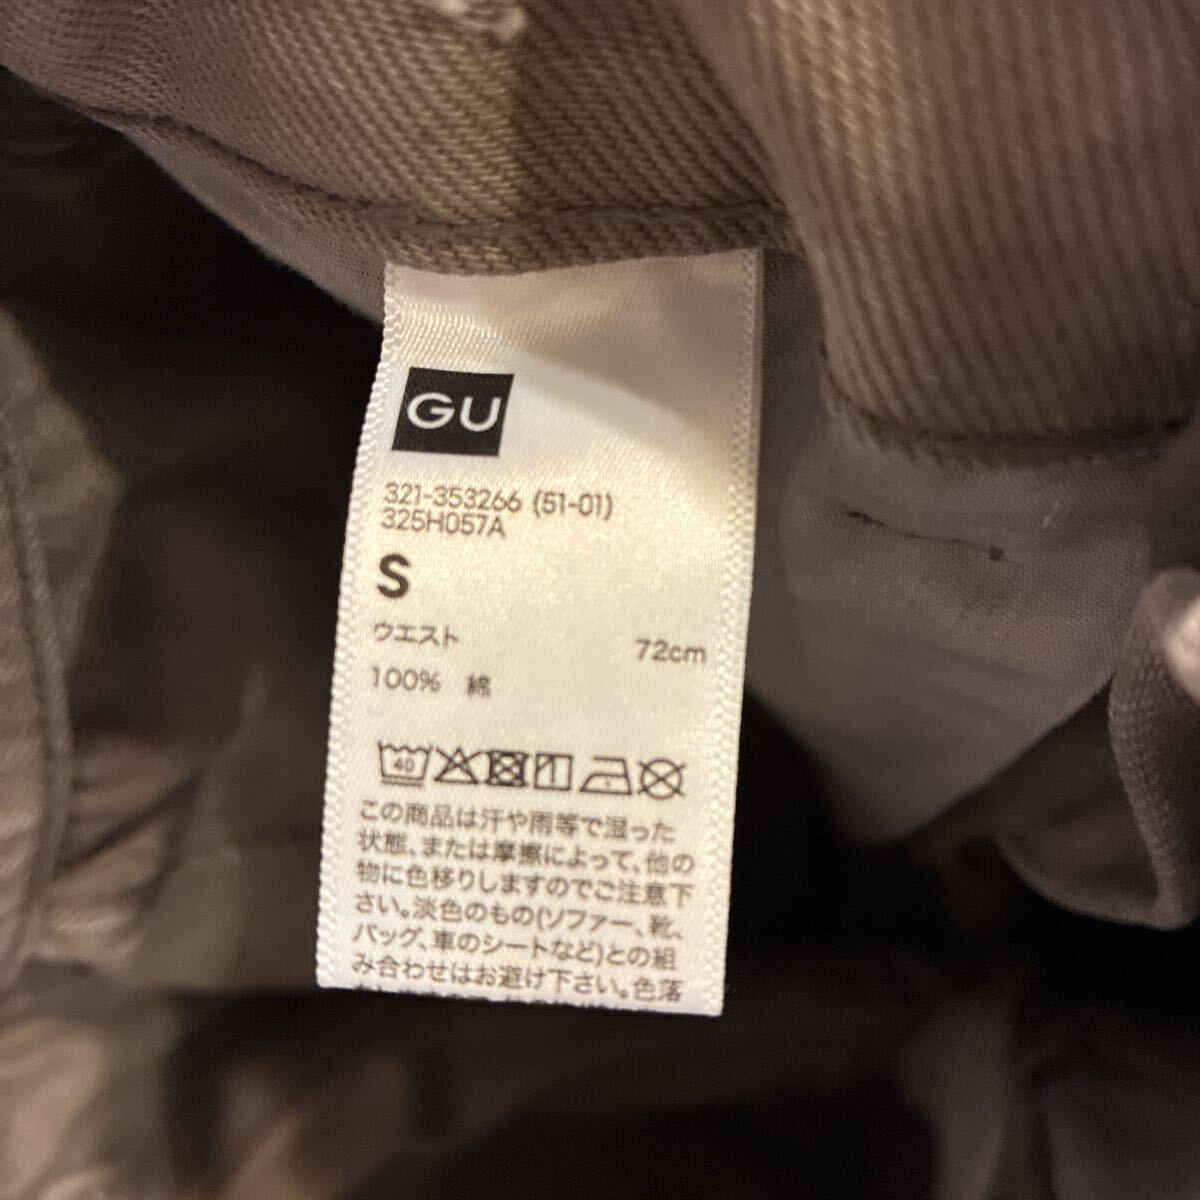 GU
321-353266 (51-01)
325H057A
S
ウエスト 72cm
100% 綿
40
この商品は汗や雨等で湿った
状態、または摩擦によって、他の
物に色移りしますのでご注意下
さい。淡色のもの(ソファー、靴、
バッグ、車のシートなど)との組
み合わせはお避け下さい。色落